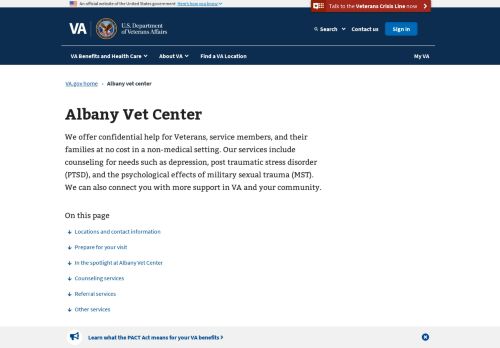 An official website of the United States government Here's how you know
Talk to the Veterans Crisis Line now
VA
U.S. Department
of Veterans Affairs
Search
Contact us
Sign in
VA Benefits and Health Care
About VA
Find a VA Location
My VA
VA.gov home › Albany vet center
Albany Vet Center
We offer confidential help for Veterans, service members, and their
families at no cost in a non-medical setting. Our services include
counseling for needs such as depression, post traumatic stress disorder
(PTSD), and the psychological effects of military sexual trauma (MST).
We can also connect you with more support in VA and your community.
On this page
Locations and contact information
Prepare for your visit
In the spotlight at Albany Vet Center
Counseling services
Referral services
Other services
Learn what the PACT Act means for your VA benefits